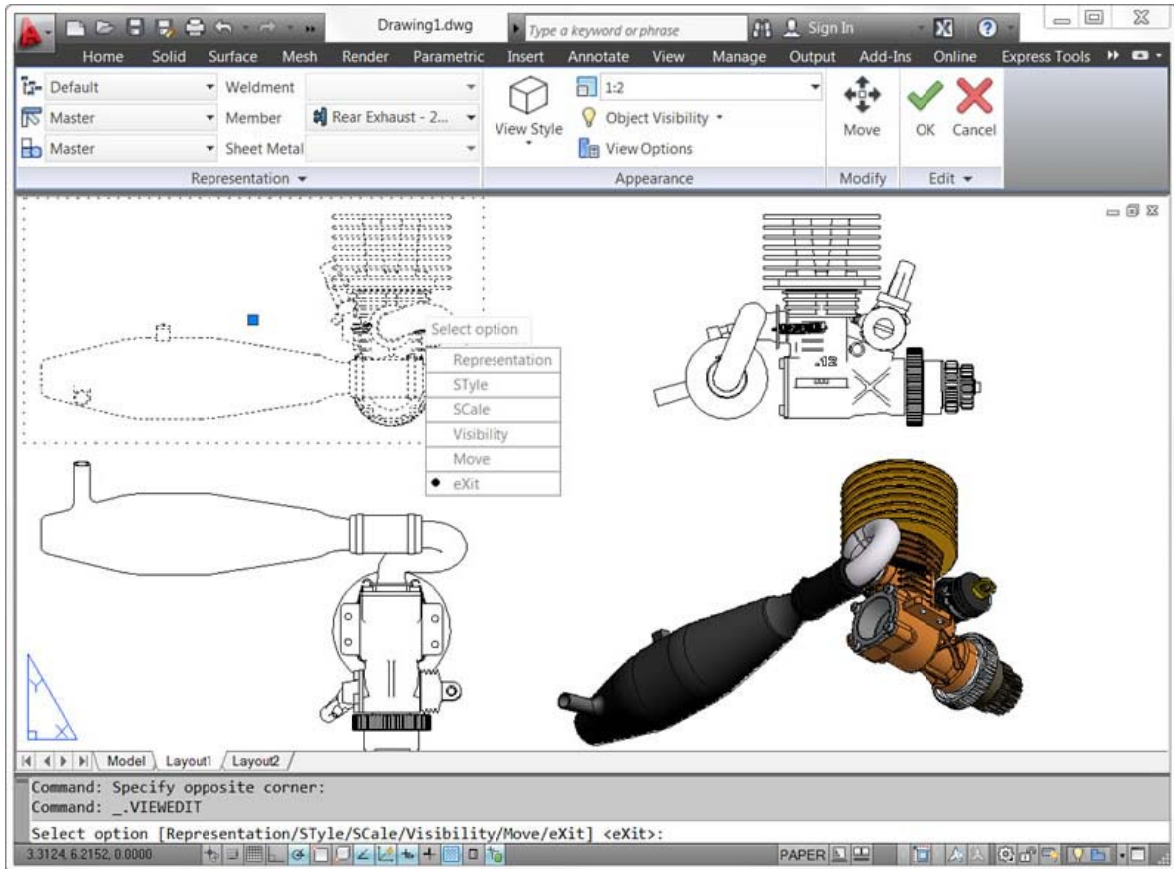 Drawing1.dwg
Type a keyword or phrase
Sign In
Home Solid Surface Mesh Render Parametric Insert Annotate View Manage Output Add-Ins Online Express Tools
Default Weldment 1:2
Master Member Rear Exhaust - 2... View Style Object Visibility Move OK Cancel
Master Sheet Metal View Options
Representation Appearance Modify Edit
Select option
Representation
STyle
SCale
Visibility
Move
eXit
.12
Y
X
Model Layout1 Layout2
Command: Specify opposite corner:
Command: _.VIEWEDIT
Select option [Representation/STyle/SCale/Visibility/Move/eXit] <eXit>:
3.3124, 6.2152, 0.0000 PAPER